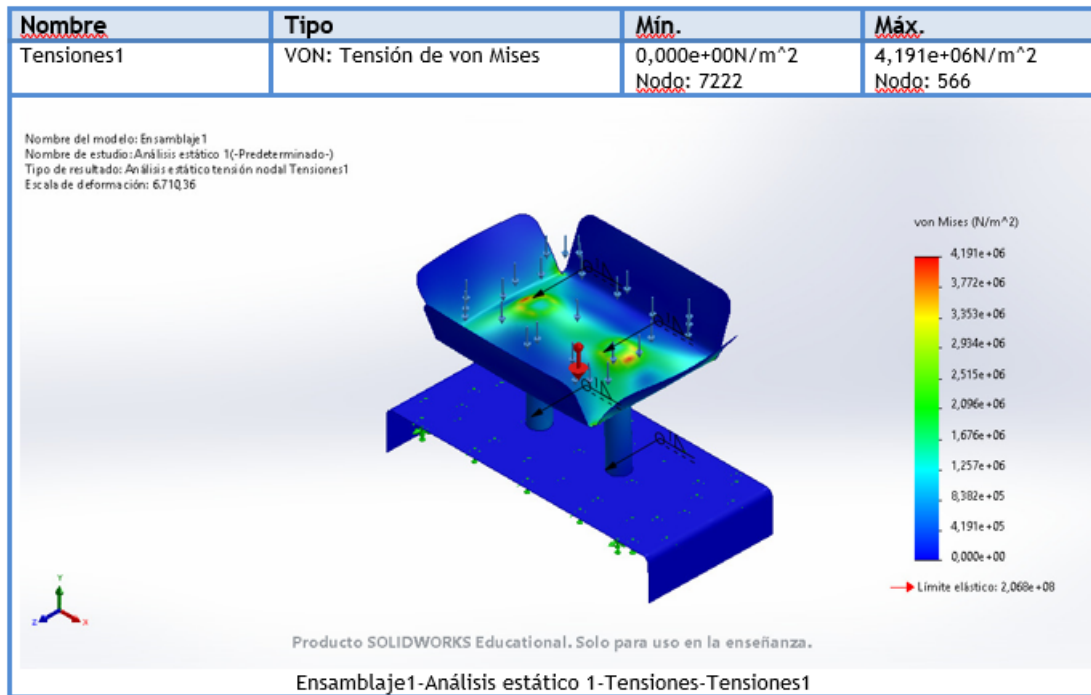 Nombre Tipo Mín. Máx.
Tensiones1 VON: Tensión de von Mises 0,000e+00N/m^2 4,191e+06N/m^2
Nodo: 7222 Nodo: 566
Nombre del modelo: Ensamblaje1
Nombre de estudio: Análisis estático 1(-Predeterminado-)
Tipo de resultado: Análisis estático tensión nodal Tensiones1
Escala de deformación: 6.710,36
von Mises (N/m^2)
4,191e+06
3,772e+06
3,353e+06
2,934e+06
2,515e+06
2,096e+06
1,676e+06
1,257e+06
8,382e+05
4,191e+05
0,000e+00
Límite elástico: 2,068e+08
Y
Z X
Producto SOLIDWORKS Educational. Solo para uso en la enseñanza.
Ensamblaje1-Análisis estático 1-Tensiones-Tensiones1